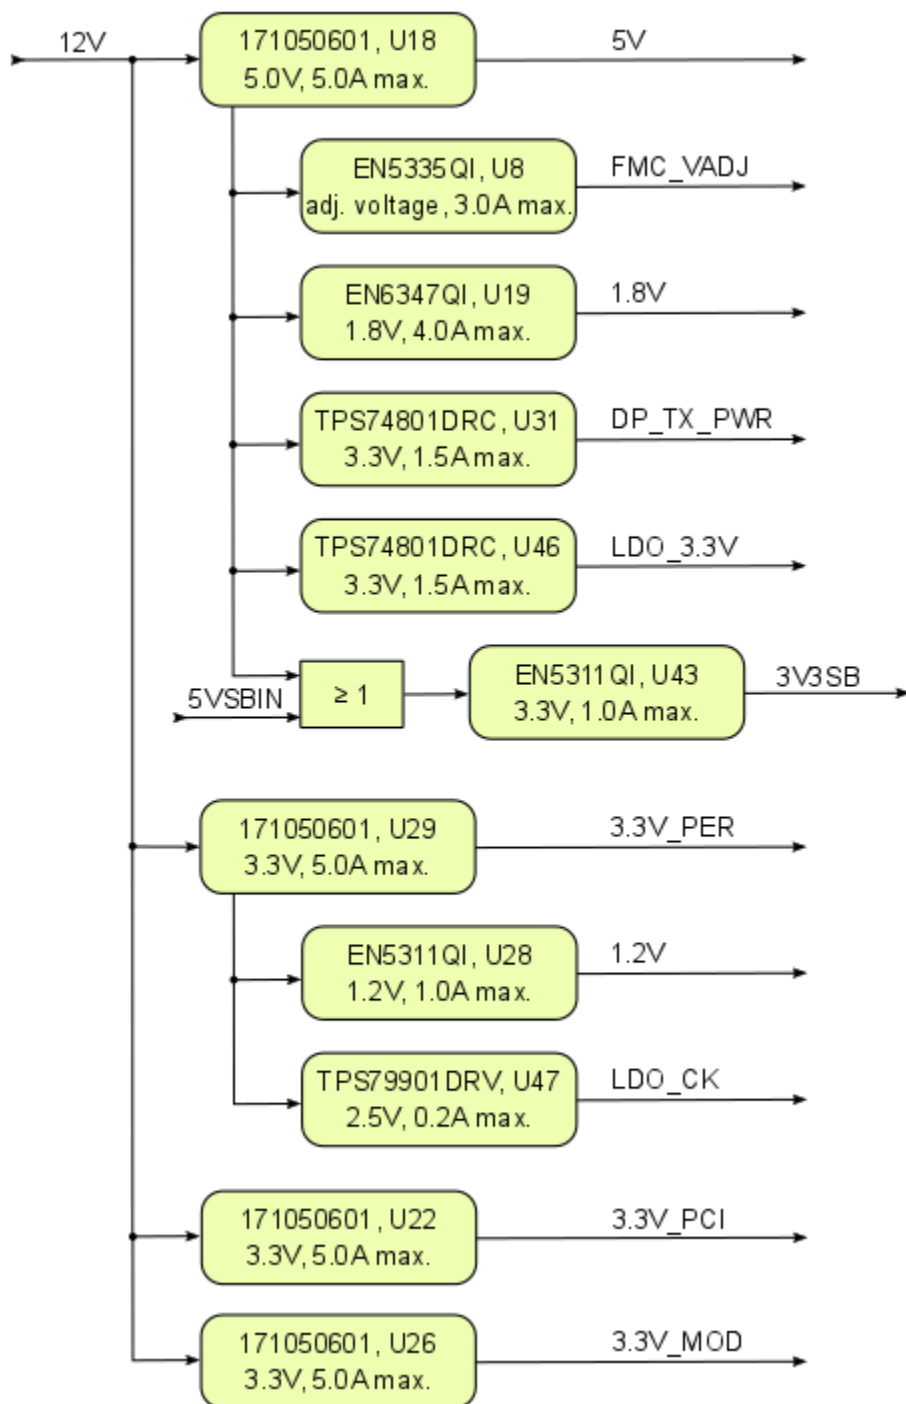 12V
171050601, U18
5.0V, 5.0A max.
5V
EN5335QI, U8
adj. voltage, 3.0A max.
FMC_VADJ
EN6347QI, U19
1.8V, 4.0A max.
1.8V
TPS74801DRC, U31
3.3V, 1.5A max.
DP_TX_PWR
TPS74801DRC, U46
3.3V, 1.5A max.
LDO_3.3V
5VSBIN
≥ 1
EN5311QI, U43
3.3V, 1.0A max.
3V3SB
171050601, U29
3.3V, 5.0A max.
3.3V_PER
EN5311QI, U28
1.2V, 1.0A max.
1.2V
TPS79901DRV, U47
2.5V, 0.2A max.
LDO_CK
171050601, U22
3.3V, 5.0A max.
3.3V_PCI
171050601, U26
3.3V, 5.0A max.
3.3V_MOD